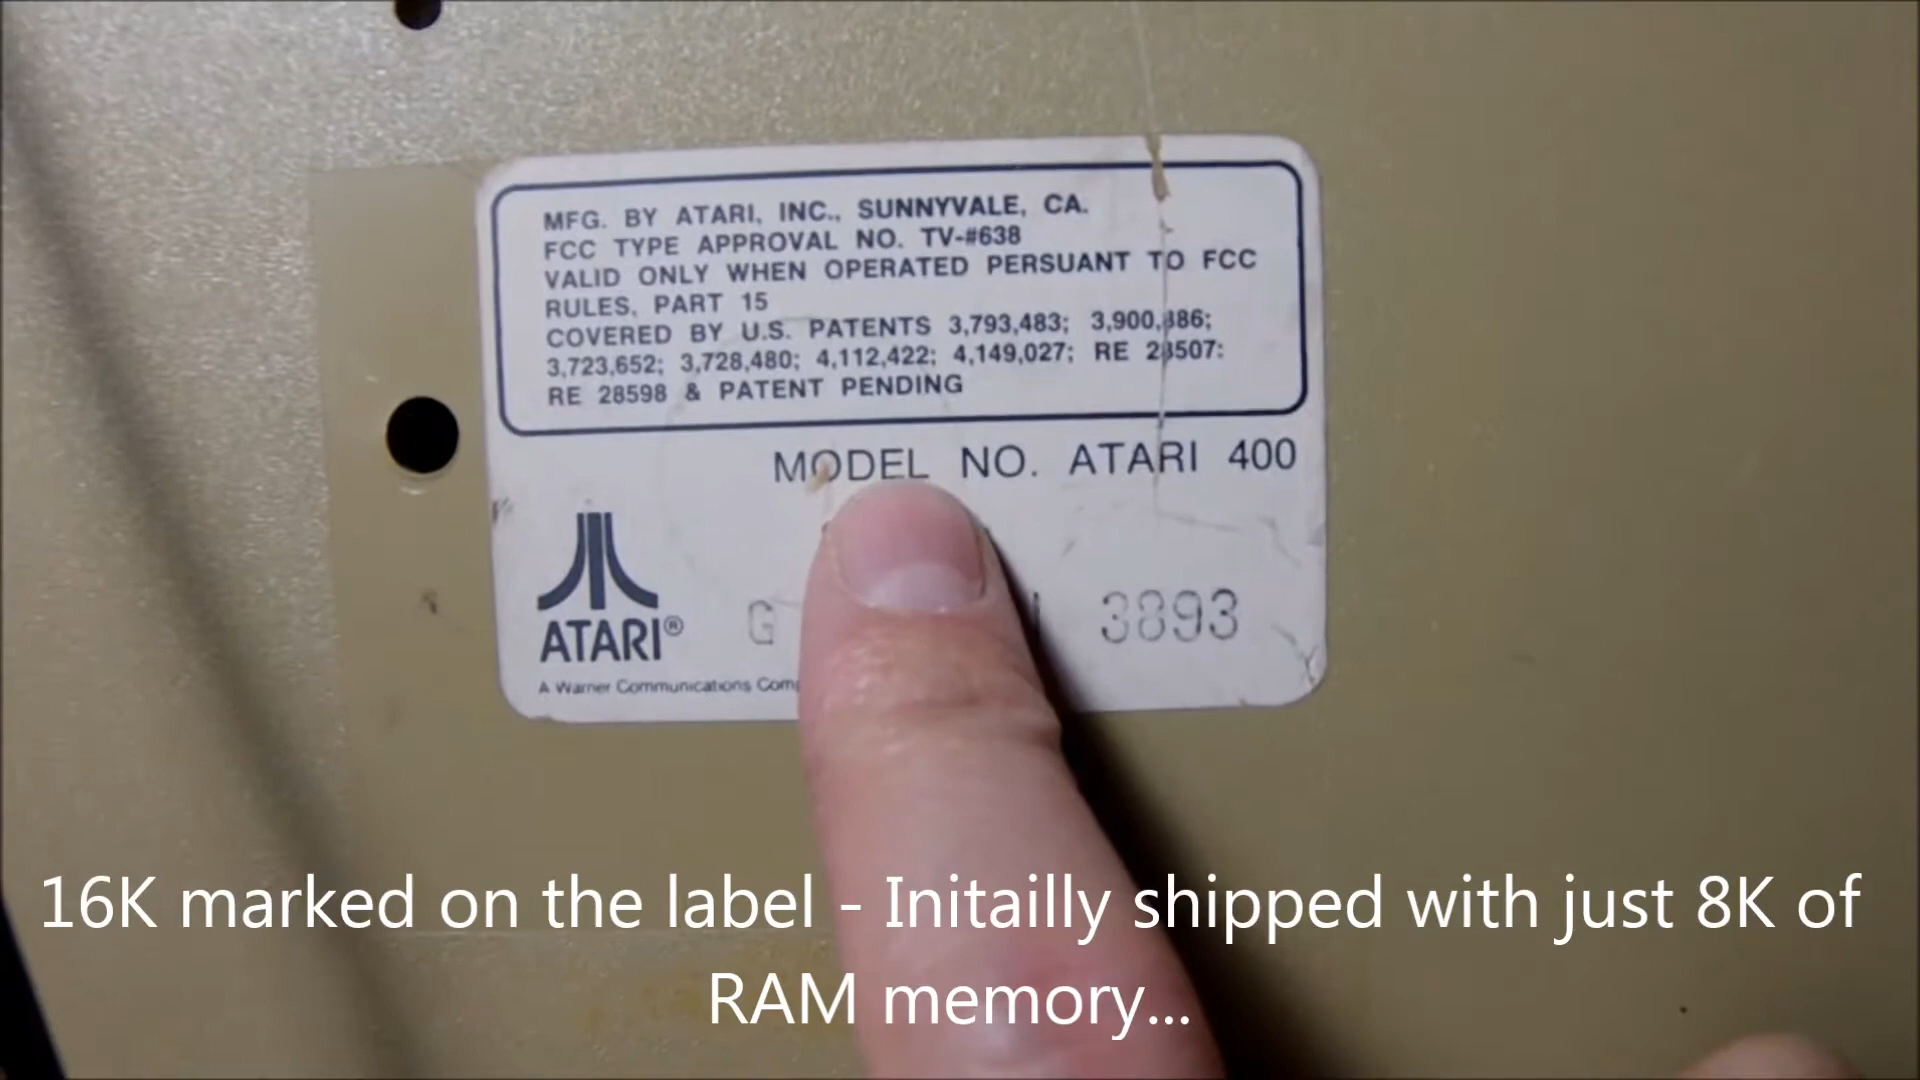 MFG. BY ATARI, INC., SUNNYVALE, CA.
FCC TYPE APPROVAL NO. TV-#638
VALID ONLY WHEN OPERATED PERSUANT TO FCC
RULES, PART 15
COVERED BY U.S. PATENTS 3,793,483;
3,723,652; 3,728,480; 4,112,422; 4,149,027; RE
RE 28598 & PATENT PENDING
MODEL NO. ATARI 400
ATARI®
G 3893
A Warner Communications
16K marked on the label - Initailly shipped with just 8K of
RAM memory...